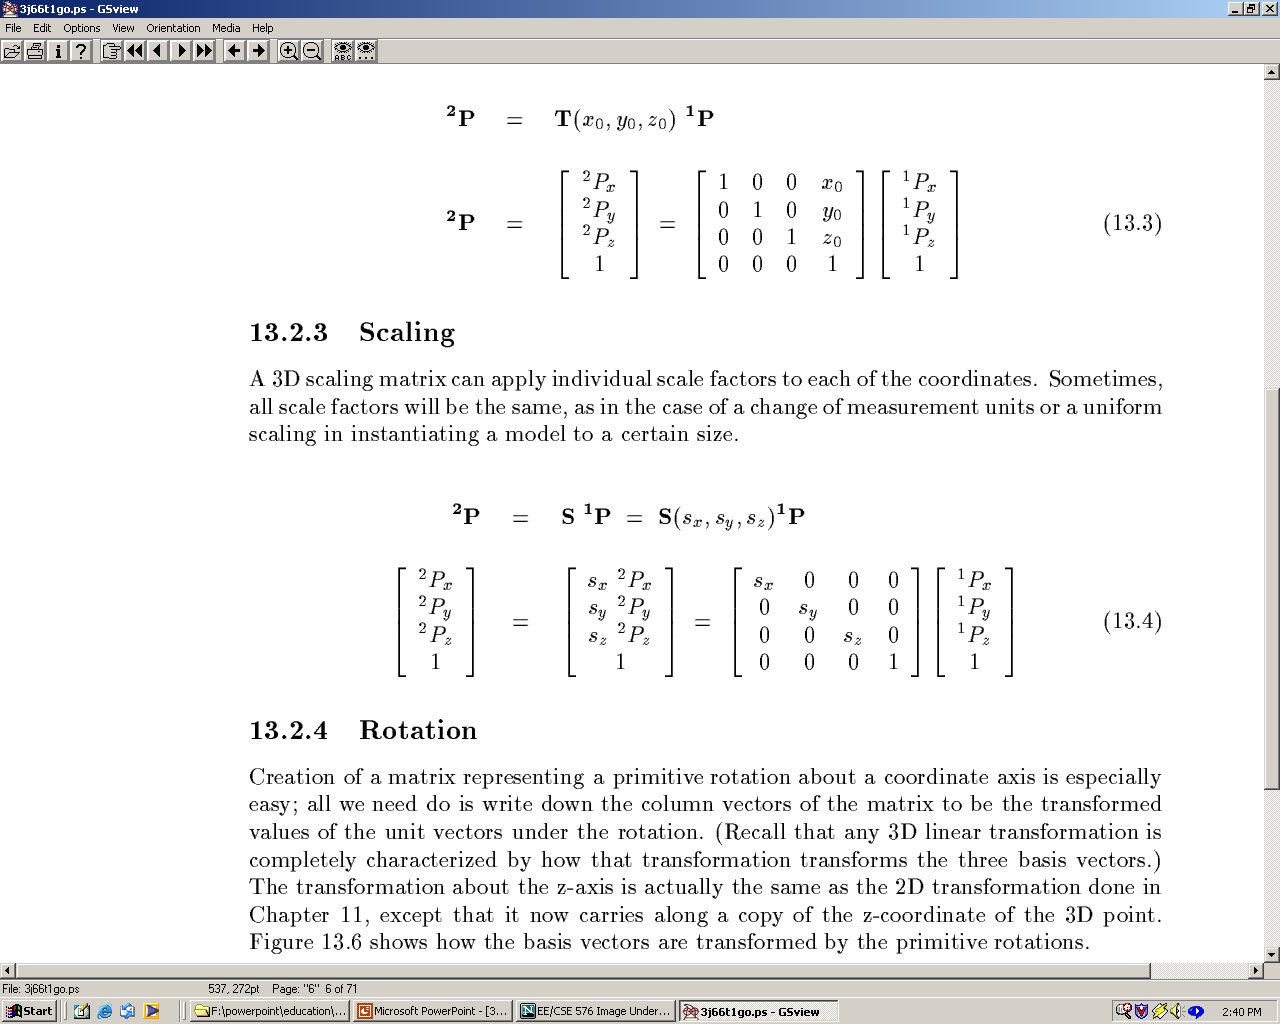 3j66t1go.ps - GSview
File Edit Options View Orientation Media Help
²P = T(x₀, y₀, z₀) ¹P
²P = [ ²Pₓ ²P_y ²P_z 1 ] = [ 1 0 0 x₀ ; 0 1 0 y₀ ; 0 0 1 z₀ ; 0 0 0 1 ] [ ¹Pₓ ¹P_y ¹P_z 1 ] (13.3)
13.2.3 Scaling
A 3D scaling matrix can apply individual scale factors to each of the coordinates. Sometimes,
all scale factors will be the same, as in the case of a change of measurement units or a uniform
scaling in instantiating a model to a certain size.
²P = S ¹P = S(sₓ, s_y, s_z)¹P
[ ²Pₓ ²P_y ²P_z 1 ] = [ sₓ ²Pₓ ; s_y ²P_y ; s_z ²P_z ; 1 ] = [ sₓ 0 0 0 ; 0 s_y 0 0 ; 0 0 s_z 0 ; 0 0 0 1 ] [ ¹Pₓ ¹P_y ¹P_z 1 ] (13.4)
13.2.4 Rotation
Creation of a matrix representing a primitive rotation about a coordinate axis is especially
easy; all we need do is write down the column vectors of the matrix to be the transformed
values of the unit vectors under the rotation. (Recall that any 3D linear transformation is
completely characterized by how that transformation transforms the three basis vectors.)
The transformation about the z-axis is actually the same as the 2D transformation done in
Chapter 11, except that it now carries along a copy of the z-coordinate of the 3D point.
Figure 13.6 shows how the basis vectors are transformed by the primitive rotations.
File: 3j66t1go.ps 537, 272pt Page: "6" 6 of 71
Start F:\powerpoint\education\... Microsoft PowerPoint - [3... EE/CSE 576 Image Under... 3j66t1go.ps - GSview 2:40 PM